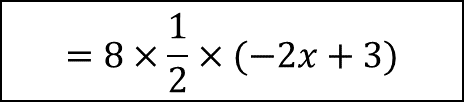 = 8 × 1/2 × (−2x + 3)